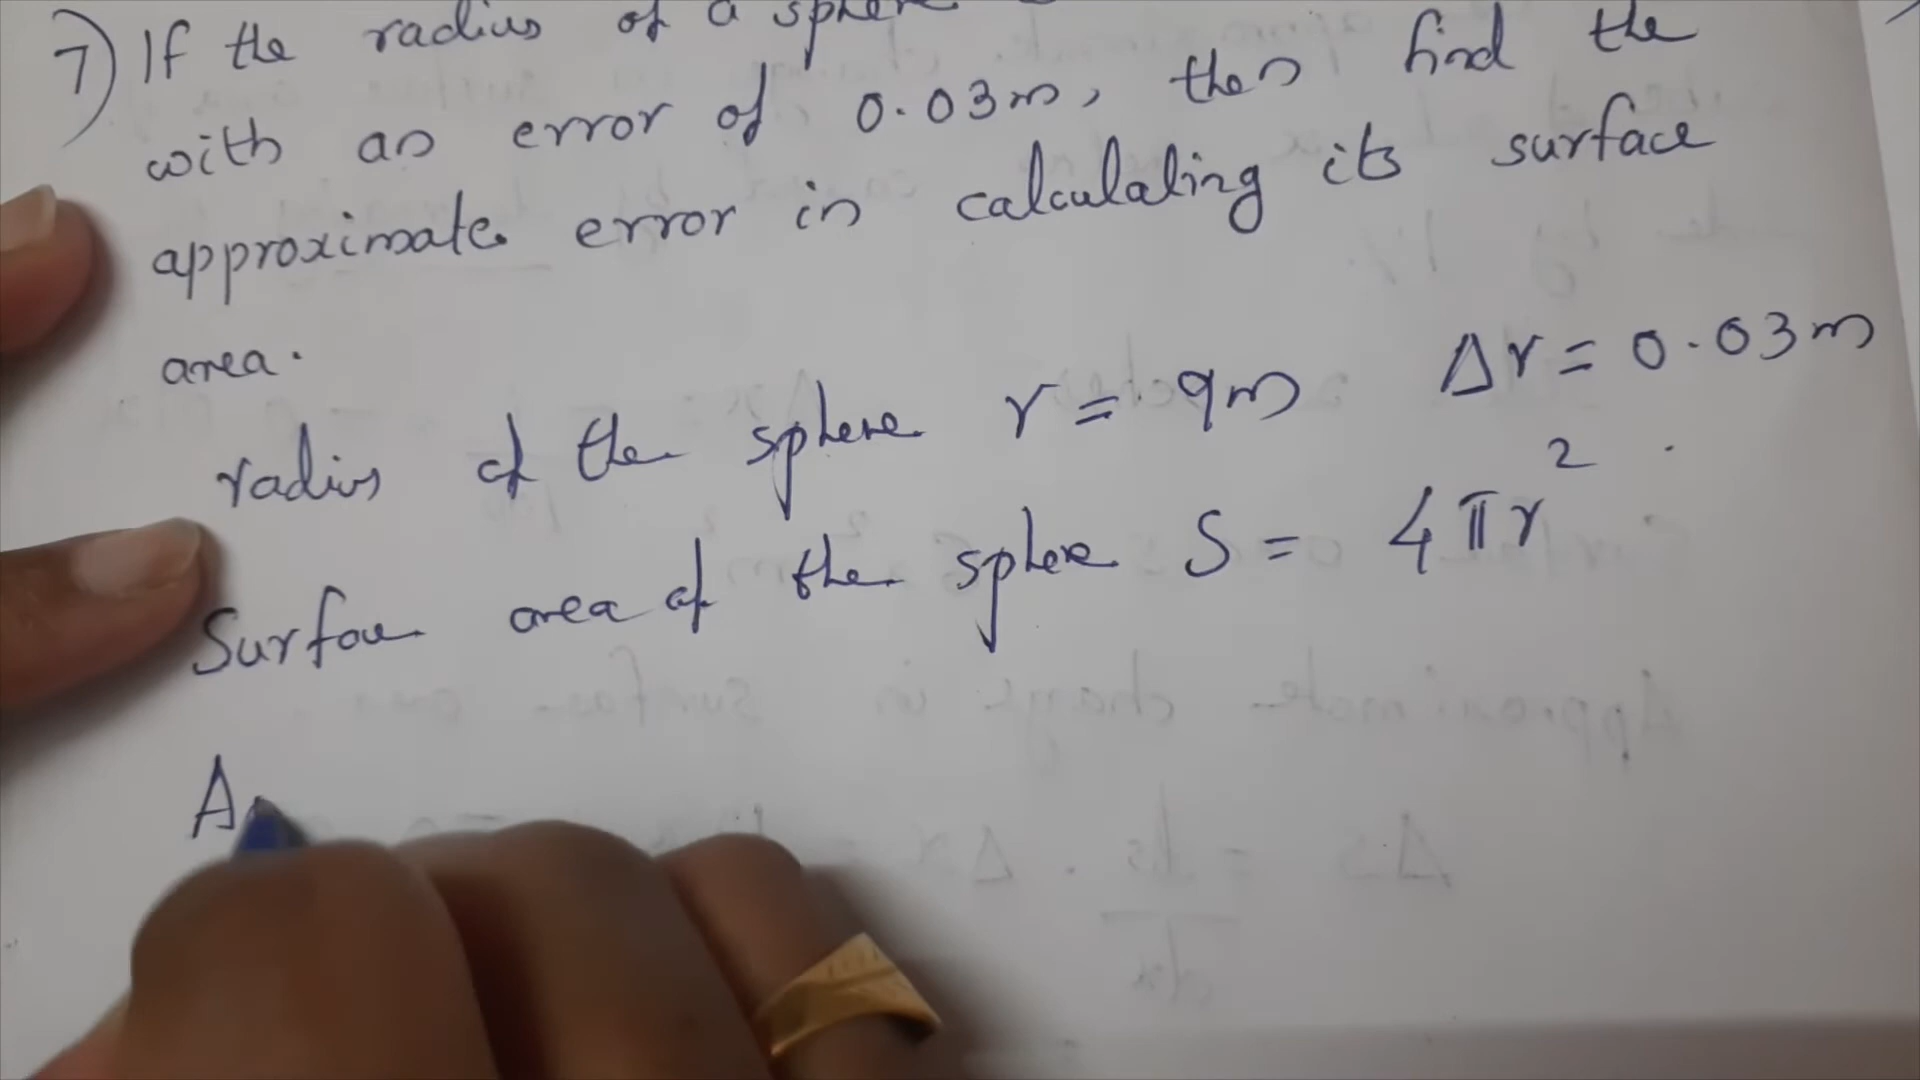 7) If the radius of a sphere
with an error of 0.03m, then find the
approximate error in calculating its surface
area.
radius of the sphere r = 9m Δr = 0.03m
Surface area of the sphere S = 4πr²
A